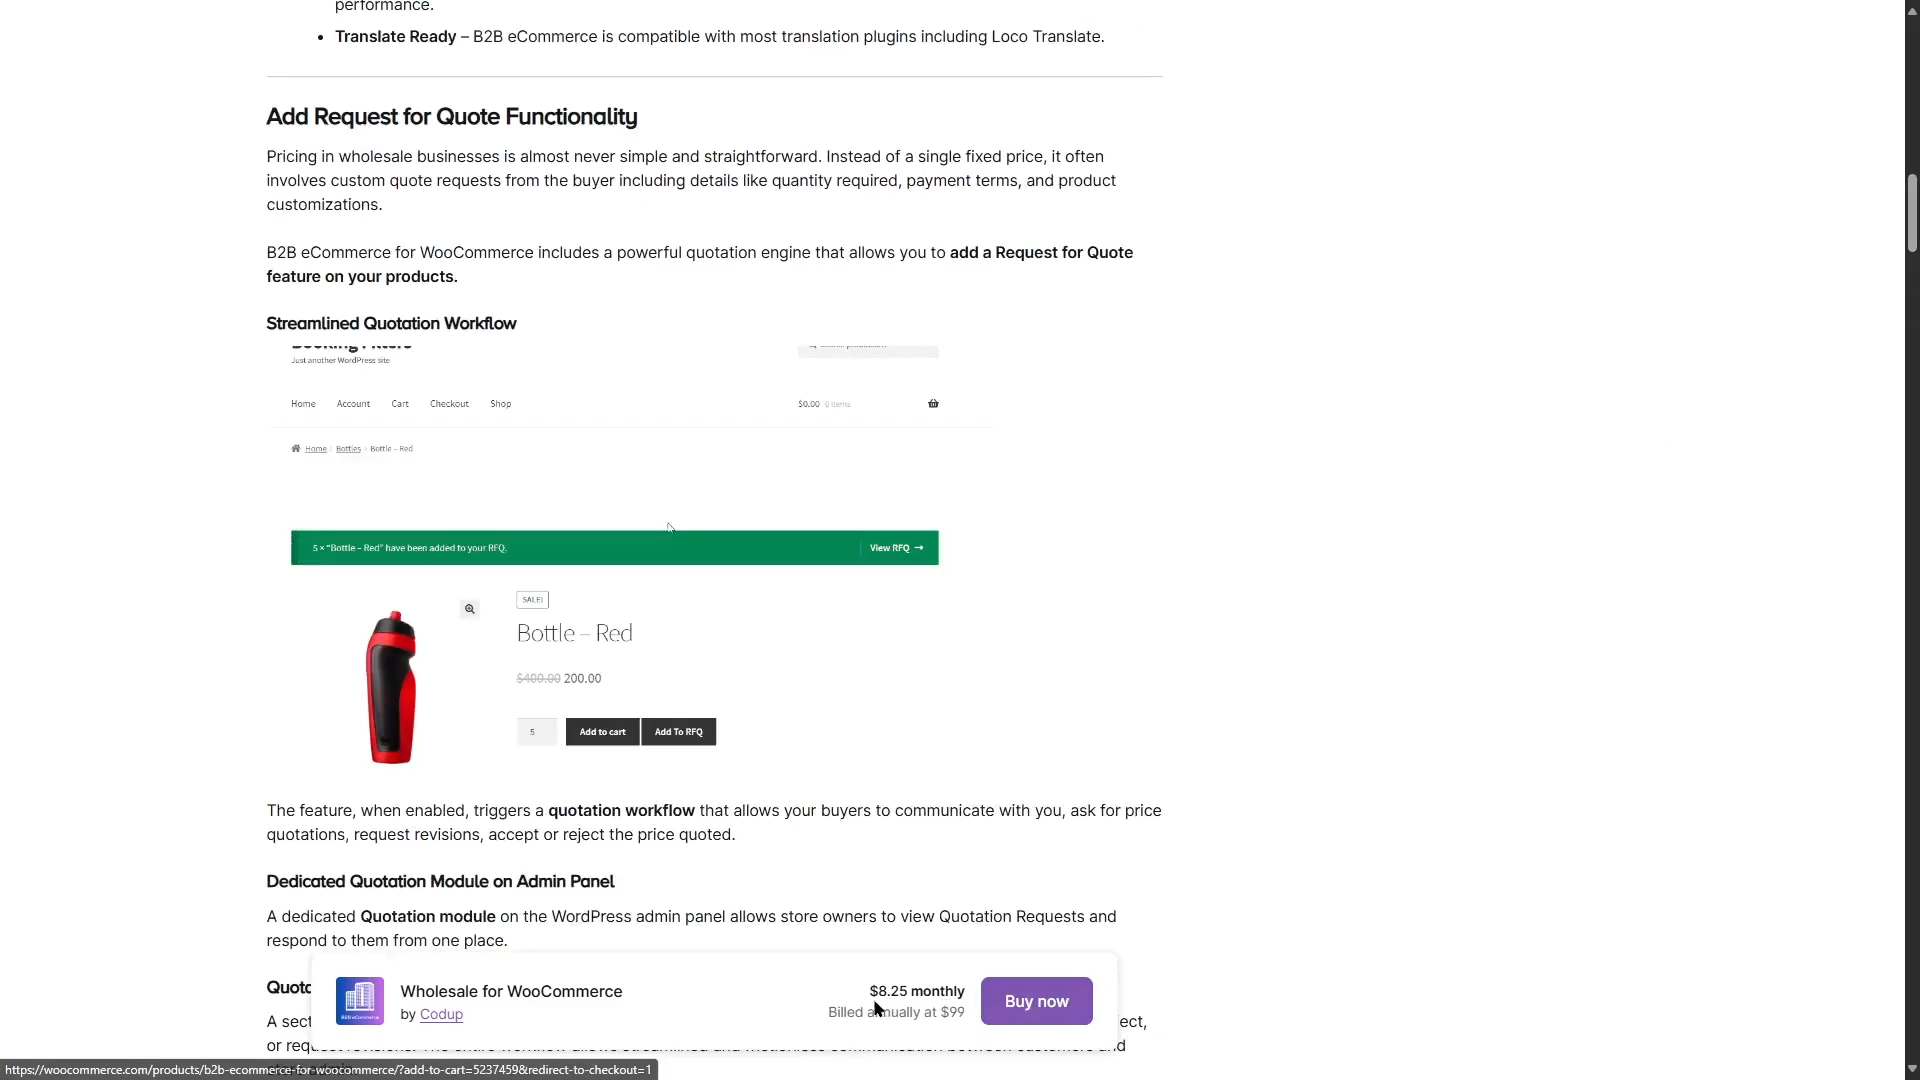 performance.
• Translate Ready – B2B eCommerce is compatible with most translation plugins including Loco Translate.
Add Request for Quote Functionality
Pricing in wholesale businesses is almost never simple and straightforward. Instead of a single fixed price, it often
involves custom quote requests from the buyer including details like quantity required, payment terms, and product
customizations.
B2B eCommerce for WooCommerce includes a powerful quotation engine that allows you to add a Request for Quote
feature on your products.
Streamlined Quotation Workflow
Just another WordPress site
Home Account Cart Checkout Shop
$0.00 0 items
Home › Bottles › Bottle – Red
5 × “Bottle – Red” have been added to your RFQ.
View RFQ →
SALE!
Bottle – Red
$400.00 200.00
5 Add to cart Add To RFQ
The feature, when enabled, triggers a quotation workflow that allows your buyers to communicate with you, ask for price
quotations, request revisions, accept or reject the price quoted.
Dedicated Quotation Module on Admin Panel
A dedicated Quotation module on the WordPress admin panel allows store owners to view Quotation Requests and
respond to them from one place.
Wholesale for WooCommerce
by Codup
$8.25 monthly
Billed annually at $99
Buy now
https://woocommerce.com/products/b2b-ecommerce-for-woocommerce/?add-to-cart=5237459&redirect-to-checkout=1